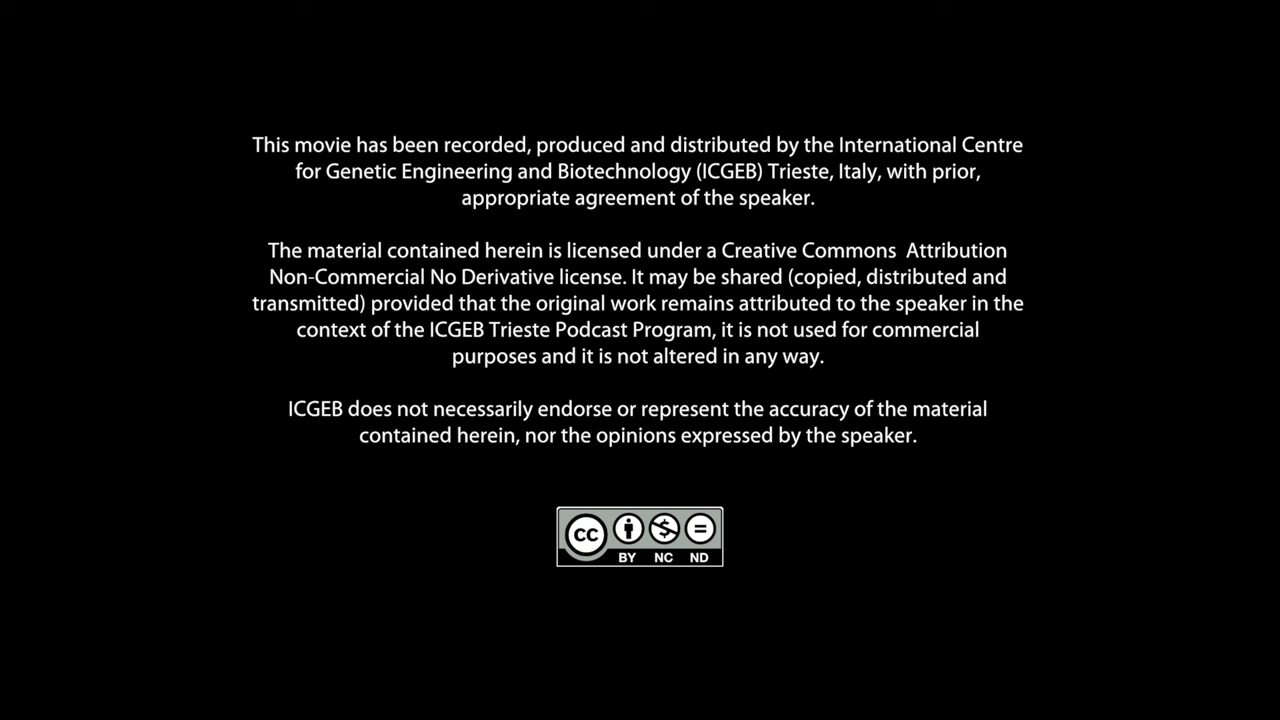 This movie has been recorded, produced and distributed by the International Centre
for Genetic Engineering and Biotechnology (ICGEB) Trieste, Italy, with prior,
appropriate agreement of the speaker.
The material contained herein is licensed under a Creative Commons  Attribution
Non-Commercial No Derivative license. It may be shared (copied, distributed and
transmitted) provided that the original work remains attributed to the speaker in the
context of the ICGEB Trieste Podcast Program, it is not used for commercial
purposes and it is not altered in any way.
ICGEB does not necessarily endorse or represent the accuracy of the material
contained herein, nor the opinions expressed by the speaker.
CC
BY NC ND